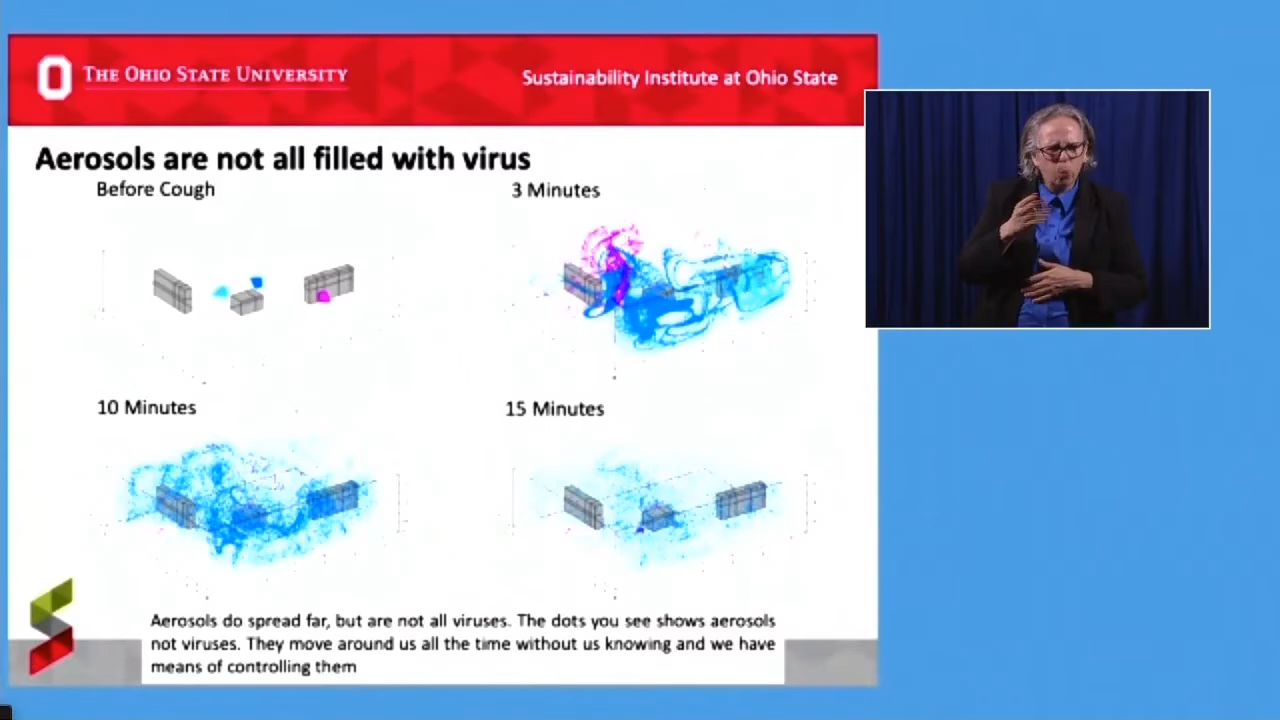 THE OHIO STATE UNIVERSITY
Sustainability Institute at Ohio State
Aerosols are not all filled with virus
Before Cough
3 Minutes
10 Minutes
15 Minutes
Aerosols do spread far, but are not all viruses. The dots you see shows aerosols
not viruses. They move around us all the time without us knowing and we have
means of controlling them